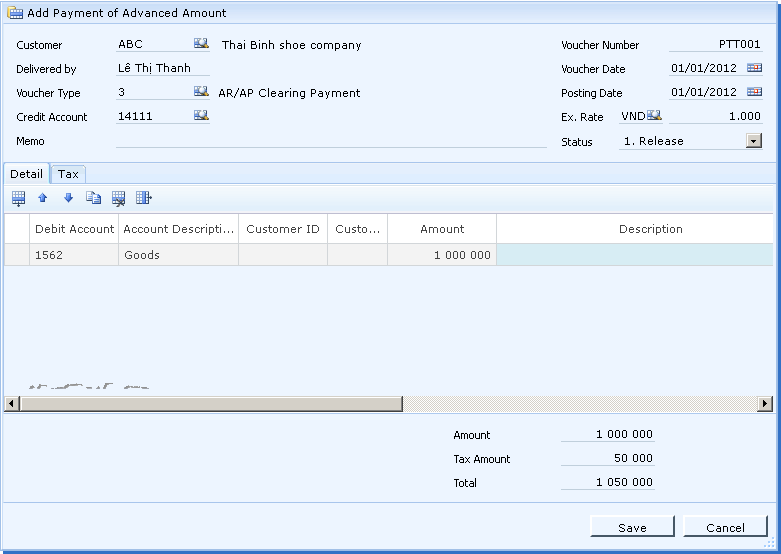 Add Payment of Advanced Amount
Customer ABC Thai Binh shoe company Voucher Number PTT001
Delivered by Lê Thị Thanh Voucher Date 01/01/2012
Voucher Type 3 AR/AP Clearing Payment Posting Date 01/01/2012
Credit Account 14111 Ex. Rate VND 1.000
Memo Status 1. Release
Detail Tax
Debit Account Account Descripti... Customer ID Custo... Amount Description
1562 Goods 1 000 000
Amount 1 000 000
Tax Amount 50 000
Total 1 050 000
Save Cancel